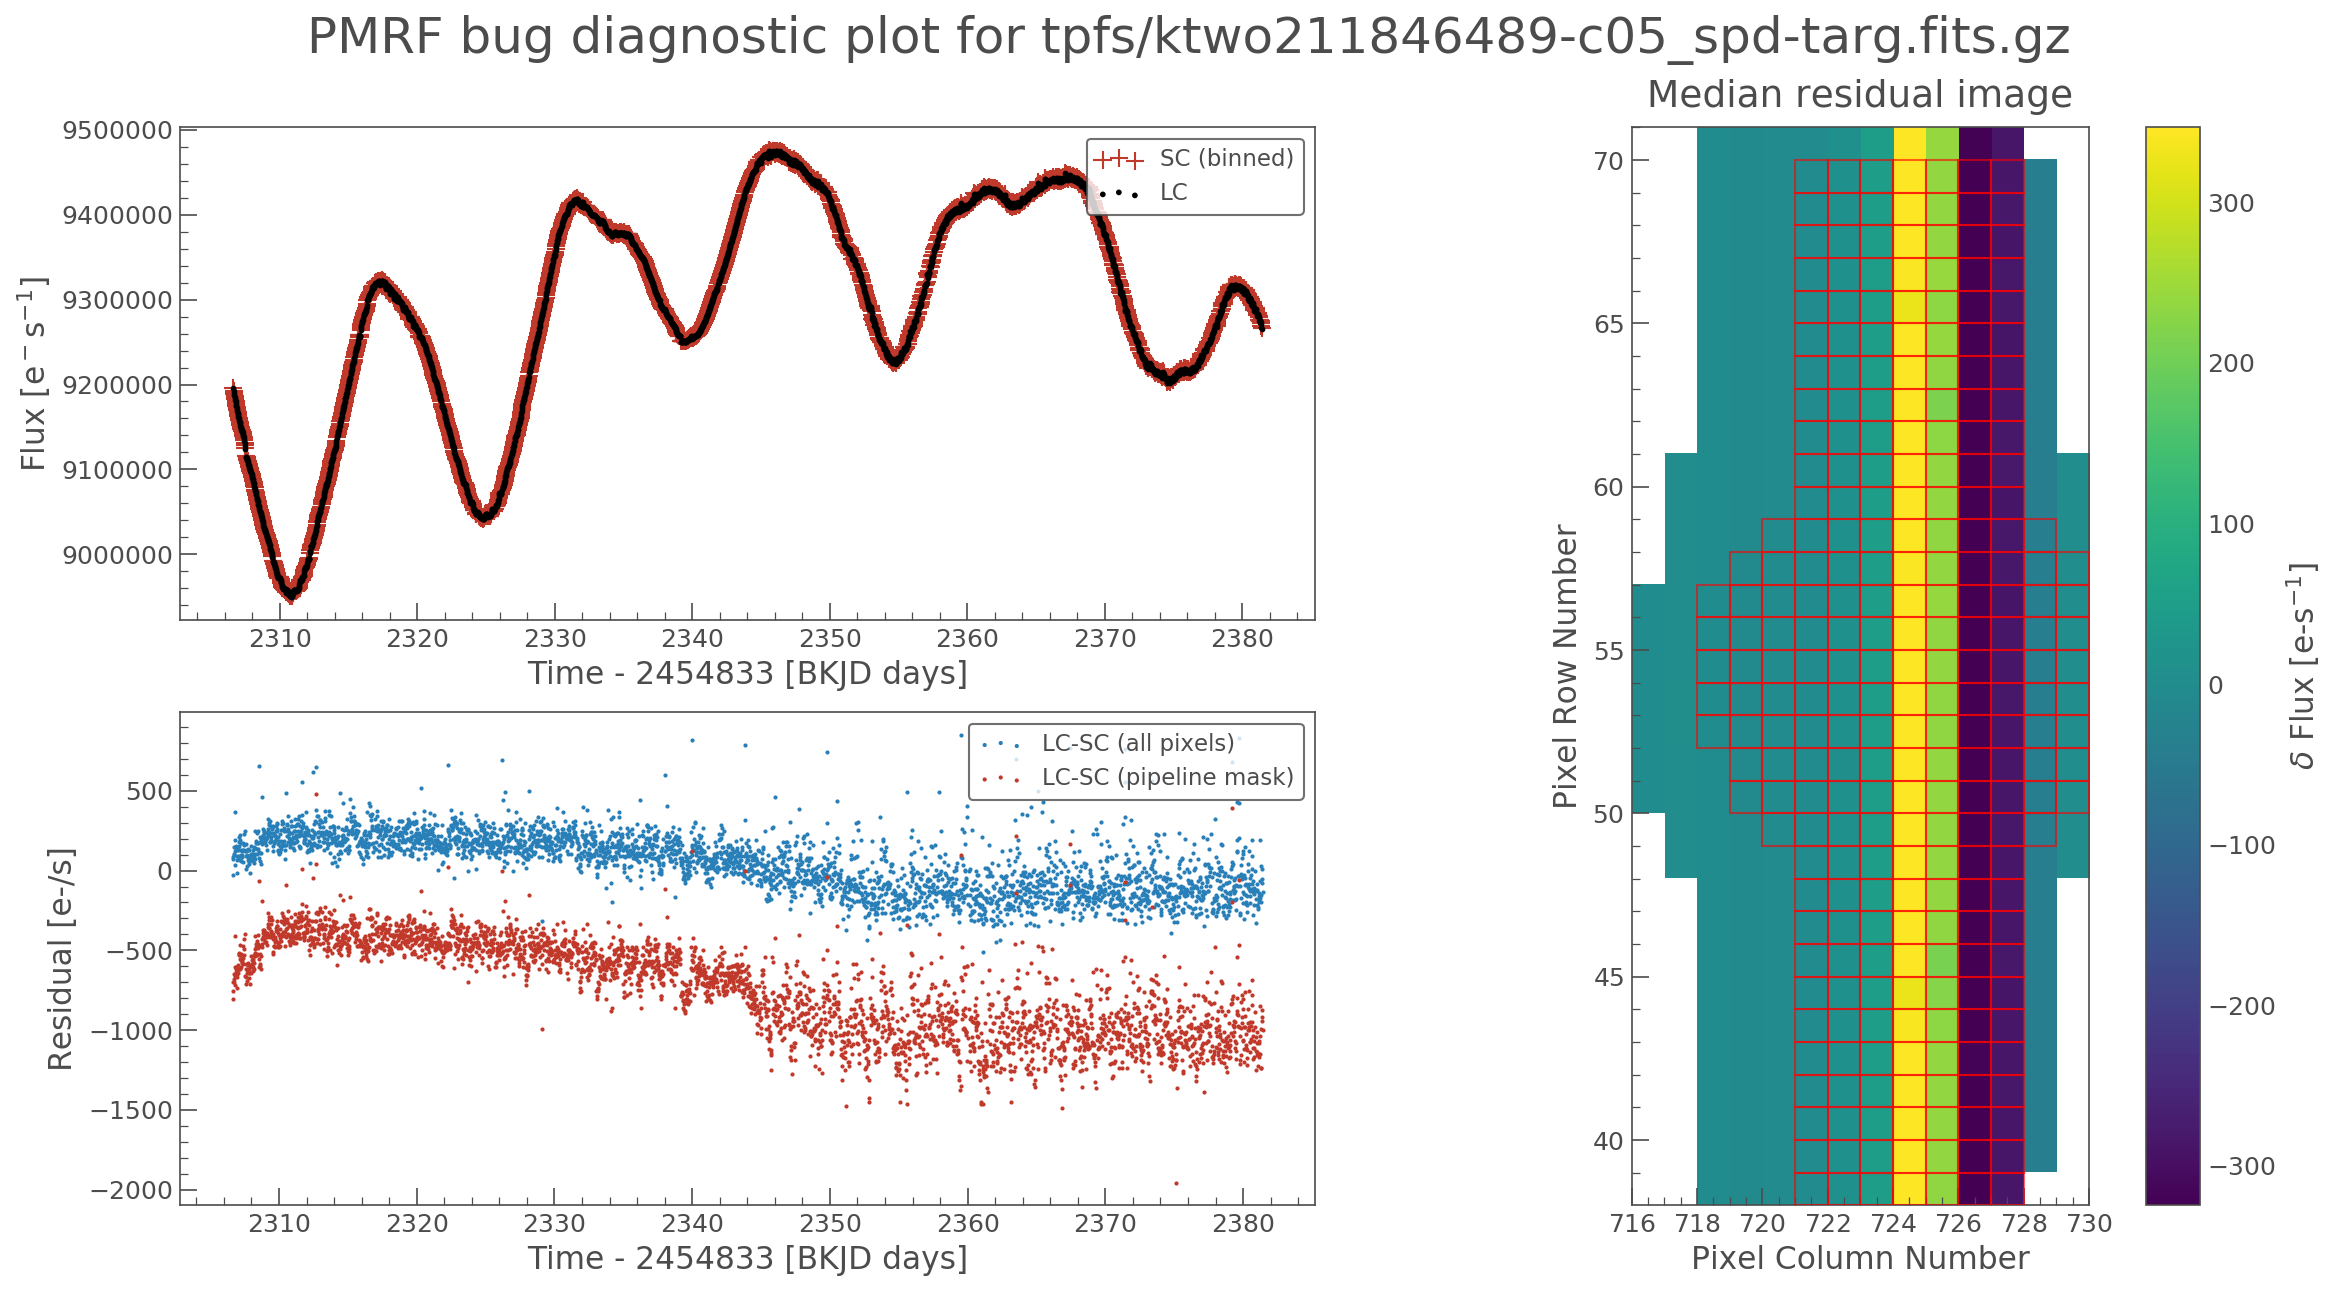 PMRF bug diagnostic plot for tpfs/ktwo211846489-c05_spd-targ.fits.gz
Flux [e⁻ s⁻¹]
9500000
9400000
9300000
9200000
9100000
9000000
SC (binned)
LC
2310 2320 2330 2340 2350 2360 2370 2380
Time - 2454833 [BKJD days]
Residual [e-/s]
500
0
−500
−1000
−1500
−2000
LC-SC (all pixels)
LC-SC (pipeline mask)
2310 2320 2330 2340 2350 2360 2370 2380
Time - 2454833 [BKJD days]
Median residual image
Pixel Row Number
70
65
60
55
50
45
40
716 718 720 722 724 726 728 730
Pixel Column Number
300
200
100
0
−100
−200
−300
δ Flux [e-s⁻¹]